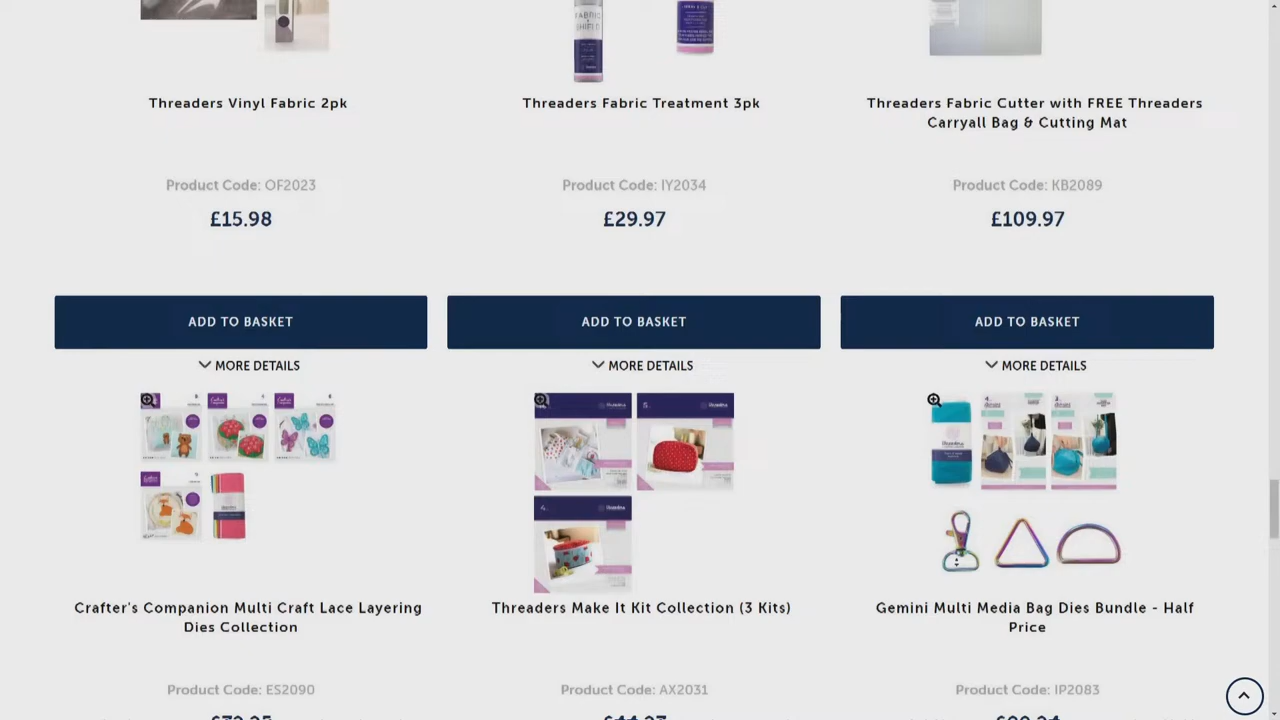 Threaders Vinyl Fabric 2pk
Threaders Fabric Treatment 3pk
Threaders Fabric Cutter with FREE Threaders
Carryall Bag & Cutting Mat
Product Code: OF2023
Product Code: IY2034
Product Code: KB2089
£15.98
£29.97
£109.97
ADD TO BASKET
ADD TO BASKET
ADD TO BASKET
MORE DETAILS
MORE DETAILS
MORE DETAILS
Crafter's Companion Multi Craft Lace Layering
Dies Collection
Threaders Make It Kit Collection (3 Kits)
Gemini Multi Media Bag Dies Bundle - Half
Price
Product Code: ES2090
Product Code: AX2031
Product Code: IP2083